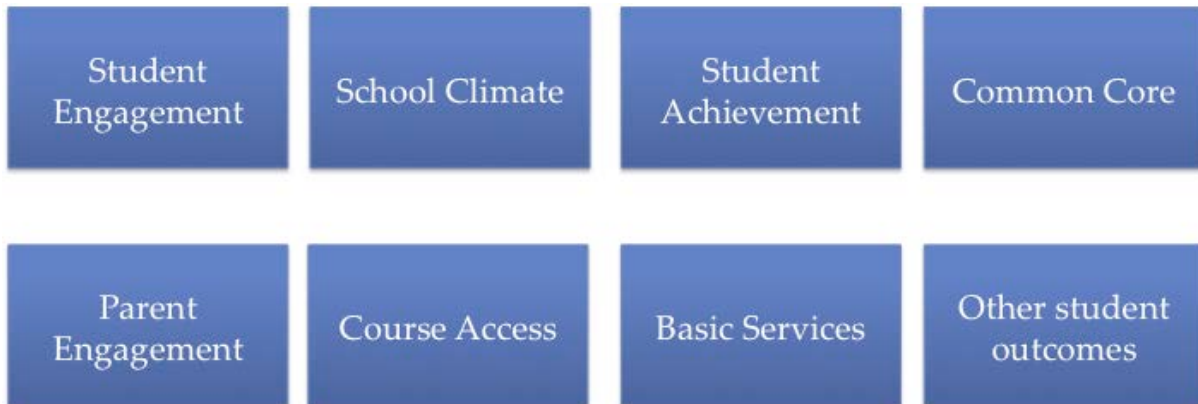 Student
Engagement
School Climate
Student
Achievement
Common Core
Parent
Engagement
Course Access
Basic Services
Other student
outcomes